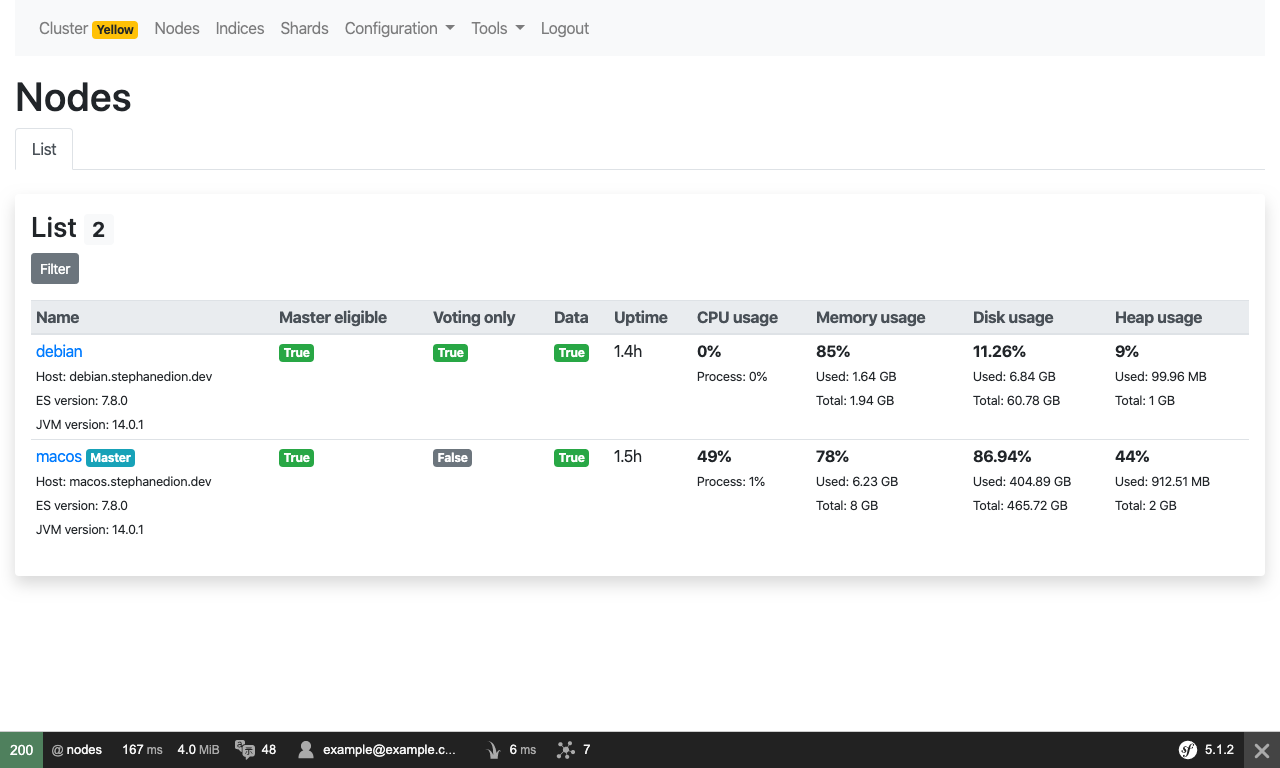 Cluster Yellow Nodes Indices Shards Configuration Tools Logout
Nodes
List
List 2
Filter
Name Master eligible Voting only Data Uptime CPU usage Memory usage Disk usage Heap usage
debian True True True 1.4h 0% 85% 11.26% 9%
Host: debian.stephanedion.dev Process: 0% Used: 1.64 GB Used: 6.84 GB Used: 99.96 MB
ES version: 7.8.0 Total: 1.94 GB Total: 60.78 GB Total: 1 GB
JVM version: 14.0.1
macos Master True False True 1.5h 49% 78% 86.94% 44%
Host: macos.stephanedion.dev Process: 1% Used: 6.23 GB Used: 404.89 GB Used: 912.51 MB
ES version: 7.8.0 Total: 8 GB Total: 465.72 GB Total: 2 GB
JVM version: 14.0.1
200 @ nodes 167 ms 4.0 MiB 48 example@example.c... 6 ms 7 sf 5.1.2